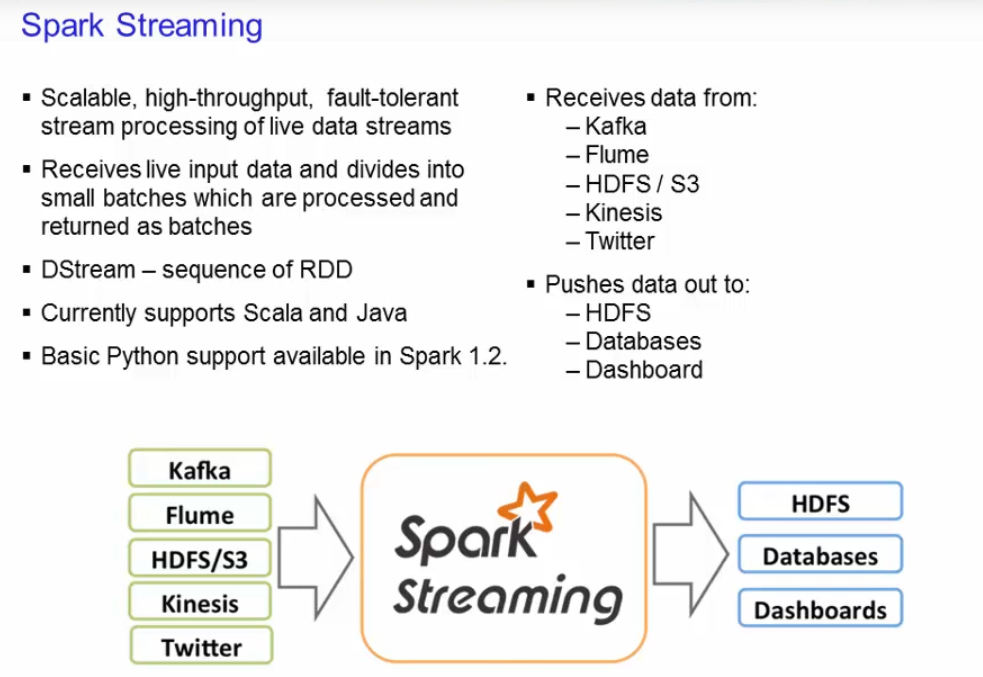 Spark Streaming
▪ Scalable, high-throughput, fault-tolerant
stream processing of live data streams
▪ Receives live input data and divides into
small batches which are processed and
returned as batches
▪ DStream – sequence of RDD
▪ Currently supports Scala and Java
▪ Basic Python support available in Spark 1.2.
▪ Receives data from:
– Kafka
– Flume
– HDFS / S3
– Kinesis
– Twitter
▪ Pushes data out to:
– HDFS
– Databases
– Dashboard
Kafka
Flume
HDFS/S3
Kinesis
Twitter
Spark
Streaming
HDFS
Databases
Dashboards